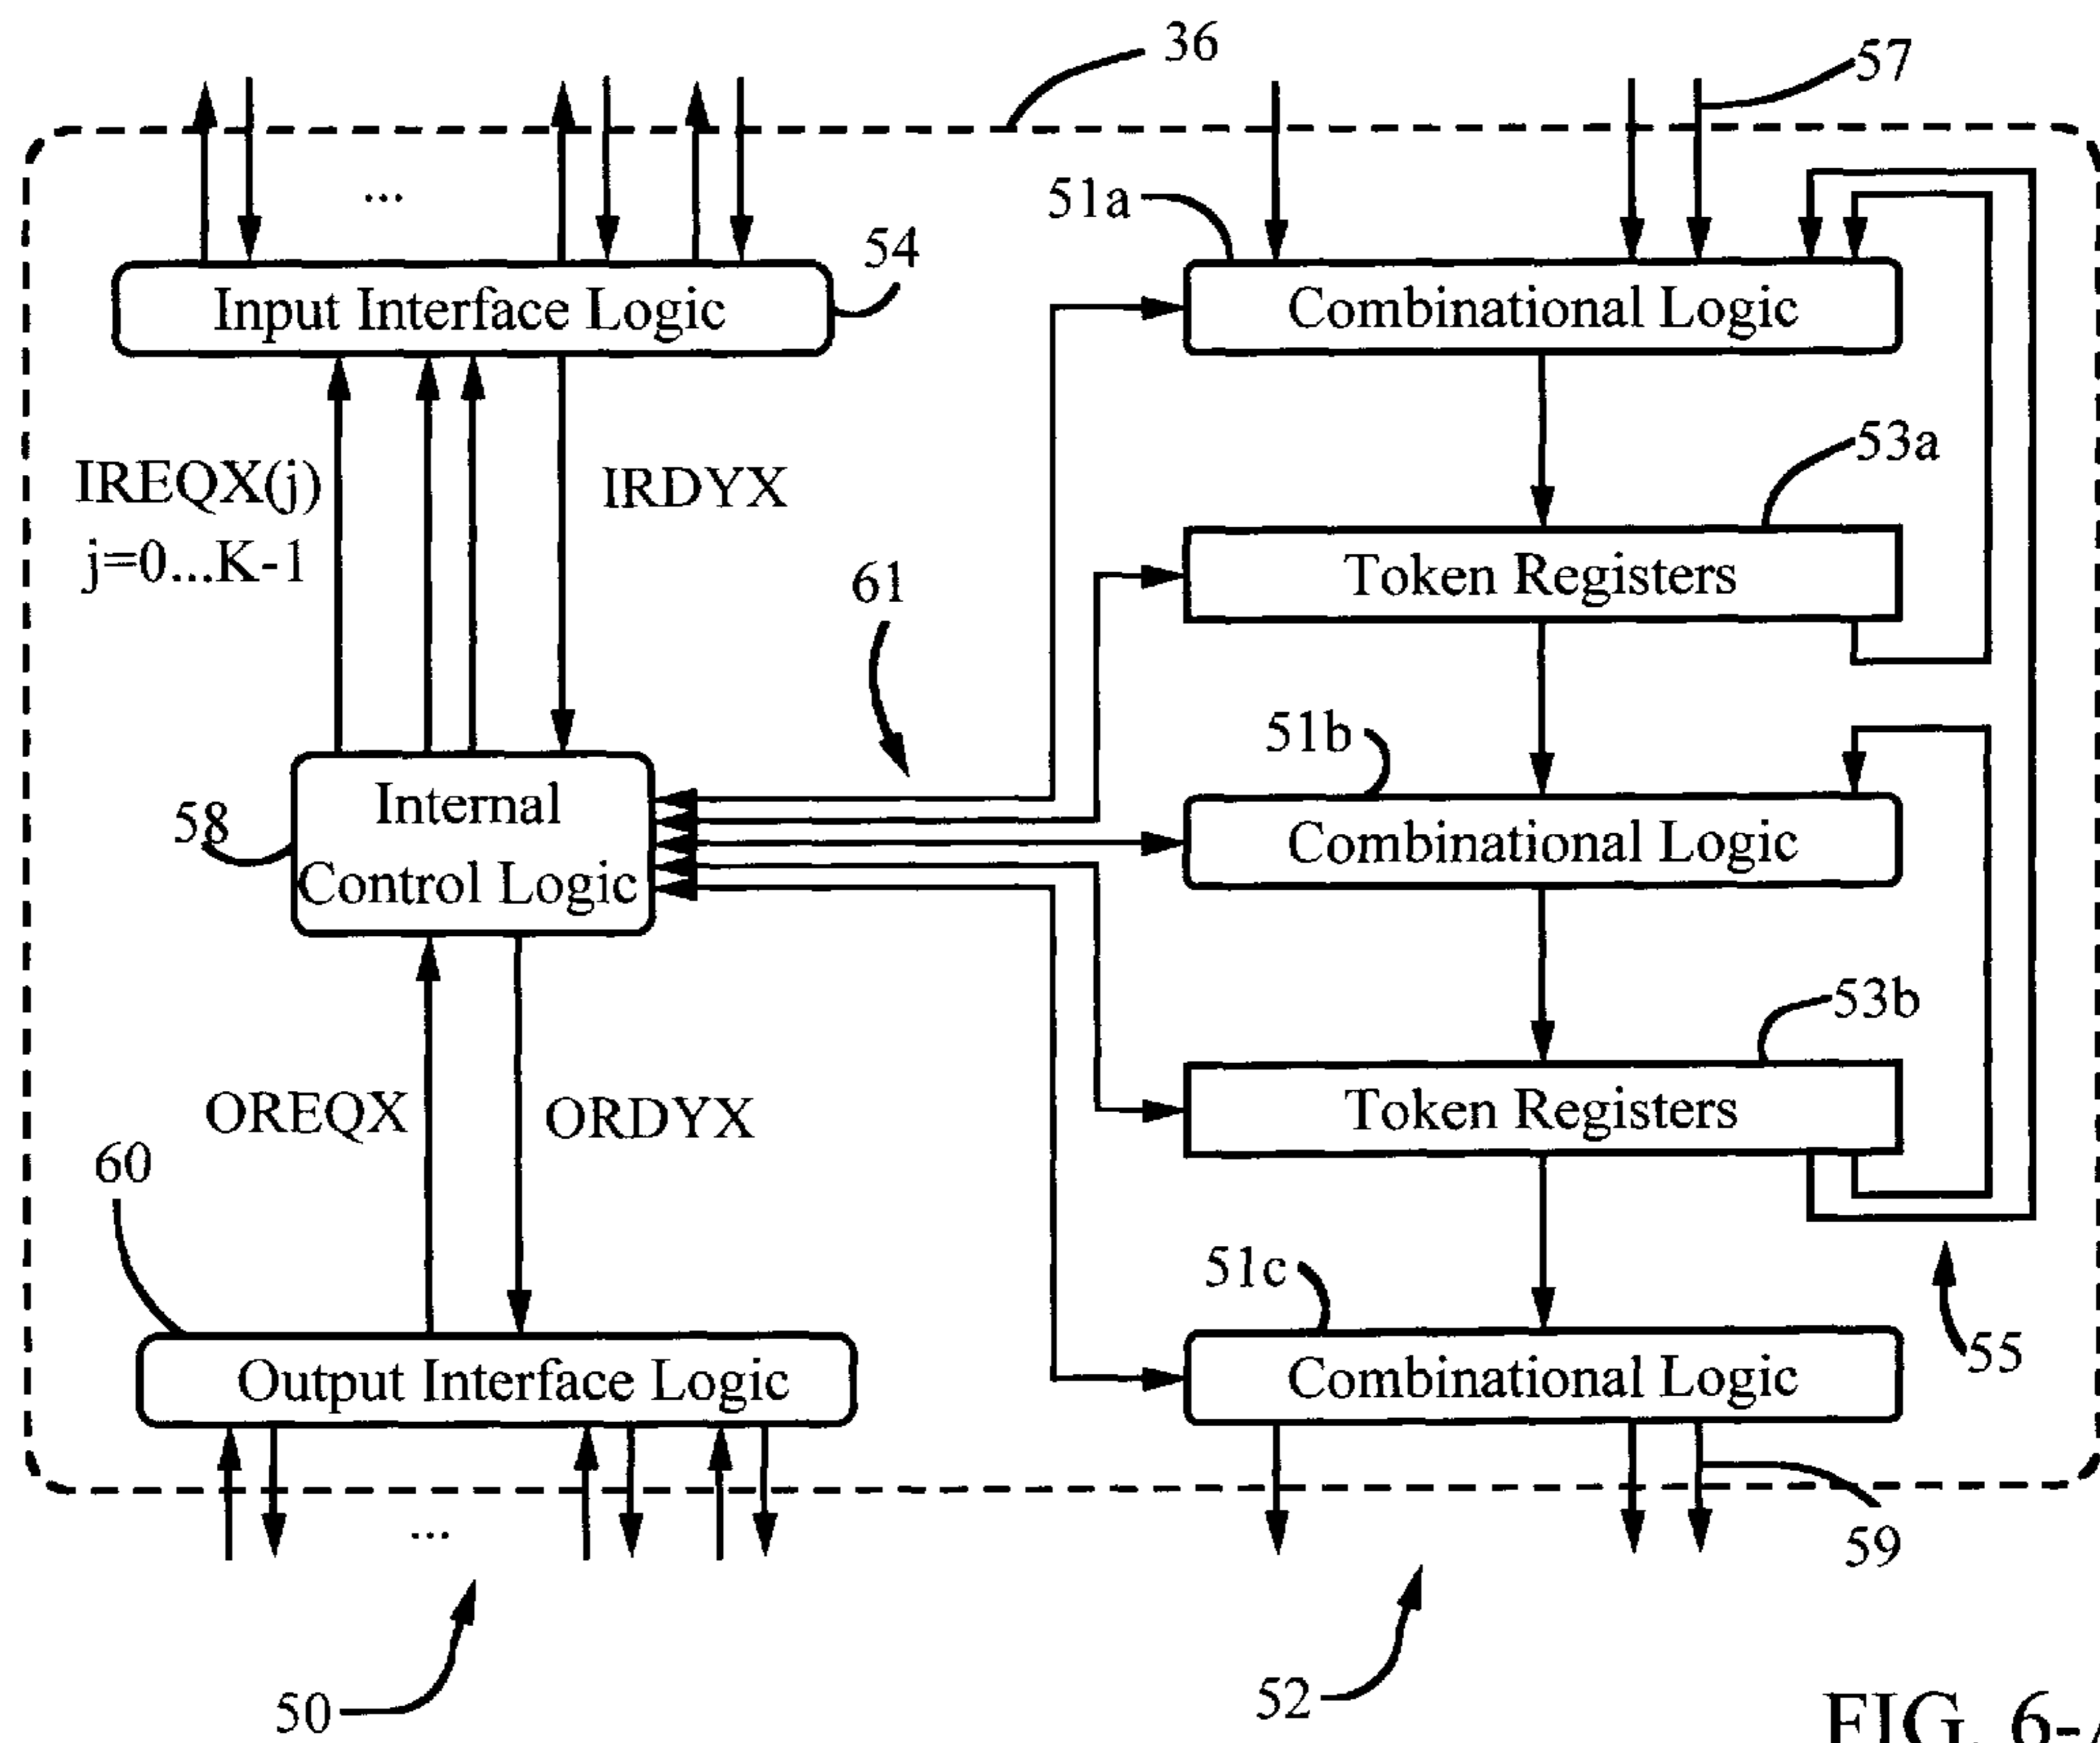 36
57
...
51a
54
Input Interface Logic
Combinational Logic
53a
IREQX(j)
j=0...K-1
IRDYX
61
Token Registers
51b
58
Internal
Control Logic
Combinational Logic
53b
OREQX
ORDYX
Token Registers
60
51c
55
Output Interface Logic
Combinational Logic
...
59
50
52
FIG. 6-